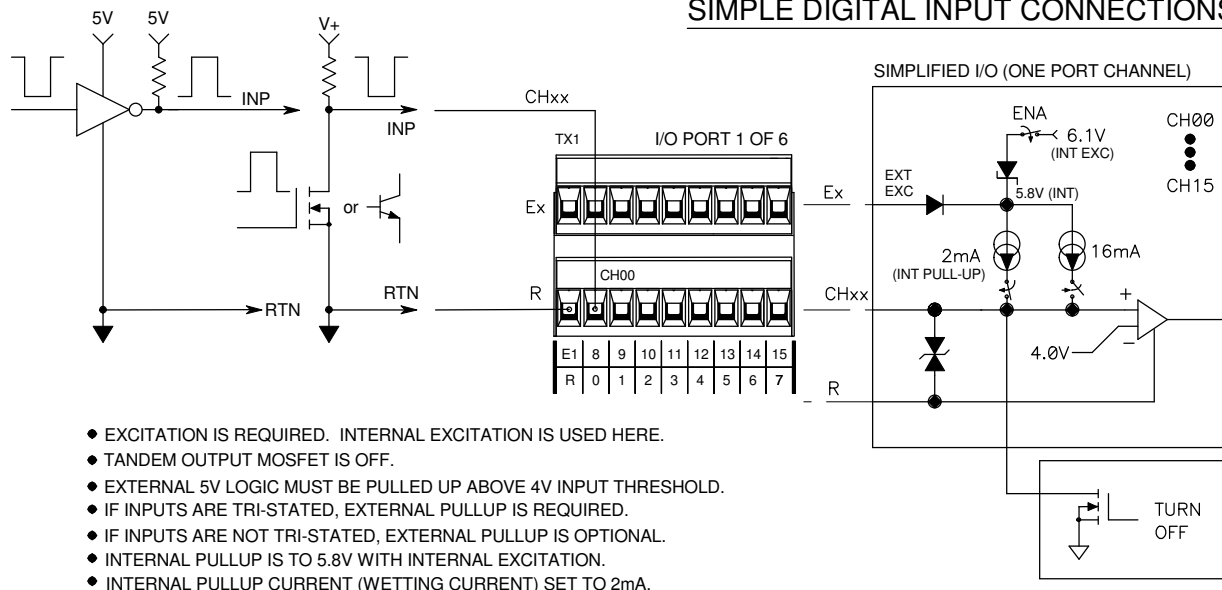 SIMPLE DIGITAL INPUT CONNECTIONS
5V 5V V+
INP
INP
CHxx
or
RTN
RTN
TX1 I/O PORT 1 OF 6
Ex
CH00
R
E1 8 9 10 11 12 13 14 15
R 0 1 2 3 4 5 6 7
Ex
CHxx
R
SIMPLIFIED I/O (ONE PORT CHANNEL)
ENA
6.1V
(INT EXC)
CH00
CH15
EXT
EXC
5.8V (INT)
2mA
(INT PULL-UP)
16mA
+
4.0V
−
TURN
OFF
● EXCITATION IS REQUIRED. INTERNAL EXCITATION IS USED HERE.
● TANDEM OUTPUT MOSFET IS OFF.
● EXTERNAL 5V LOGIC MUST BE PULLED UP ABOVE 4V INPUT THRESHOLD.
● IF INPUTS ARE TRI-STATED, EXTERNAL PULLUP IS REQUIRED.
● IF INPUTS ARE NOT TRI-STATED, EXTERNAL PULLUP IS OPTIONAL.
● INTERNAL PULLUP IS TO 5.8V WITH INTERNAL EXCITATION.
● INTERNAL PULLUP CURRENT (WETTING CURRENT) SET TO 2mA.